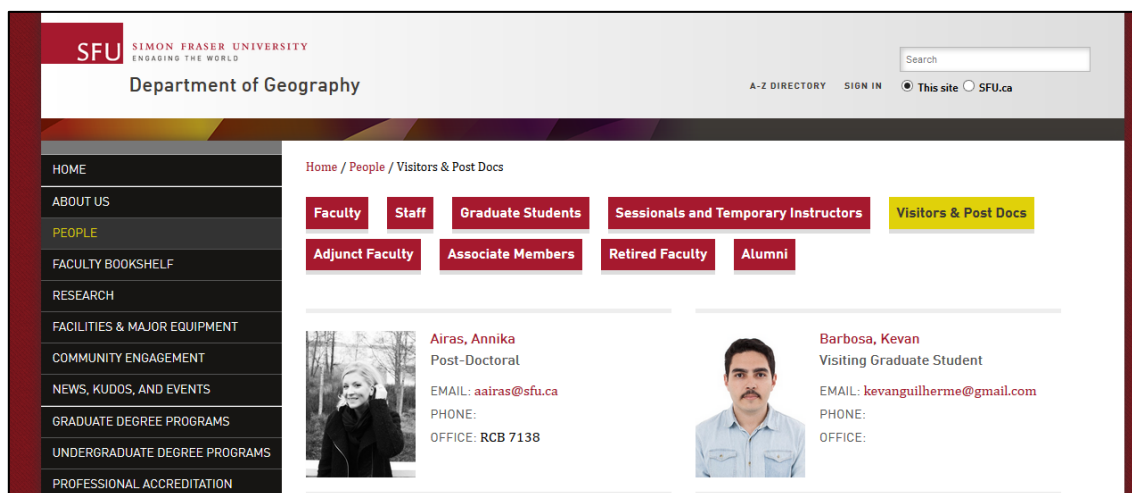 SFU SIMON FRASER UNIVERSITY
ENGAGING THE WORLD
Department of Geography
Search
A-Z DIRECTORY SIGN IN This site SFU.ca
HOME
ABOUT US
PEOPLE
FACULTY BOOKSHELF
RESEARCH
FACILITIES & MAJOR EQUIPMENT
COMMUNITY ENGAGEMENT
NEWS, KUDOS, AND EVENTS
GRADUATE DEGREE PROGRAMS
UNDERGRADUATE DEGREE PROGRAMS
PROFESSIONAL ACCREDITATION
Home / People / Visitors & Post Docs
Faculty Staff Graduate Students Sessionals and Temporary Instructors Visitors & Post Docs
Adjunct Faculty Associate Members Retired Faculty Alumni
Airas, Annika
Post-Doctoral
EMAIL: aairas@sfu.ca
PHONE:
OFFICE: RCB 7138
Barbosa, Kevan
Visiting Graduate Student
EMAIL: kevanguilherme@gmail.com
PHONE:
OFFICE: